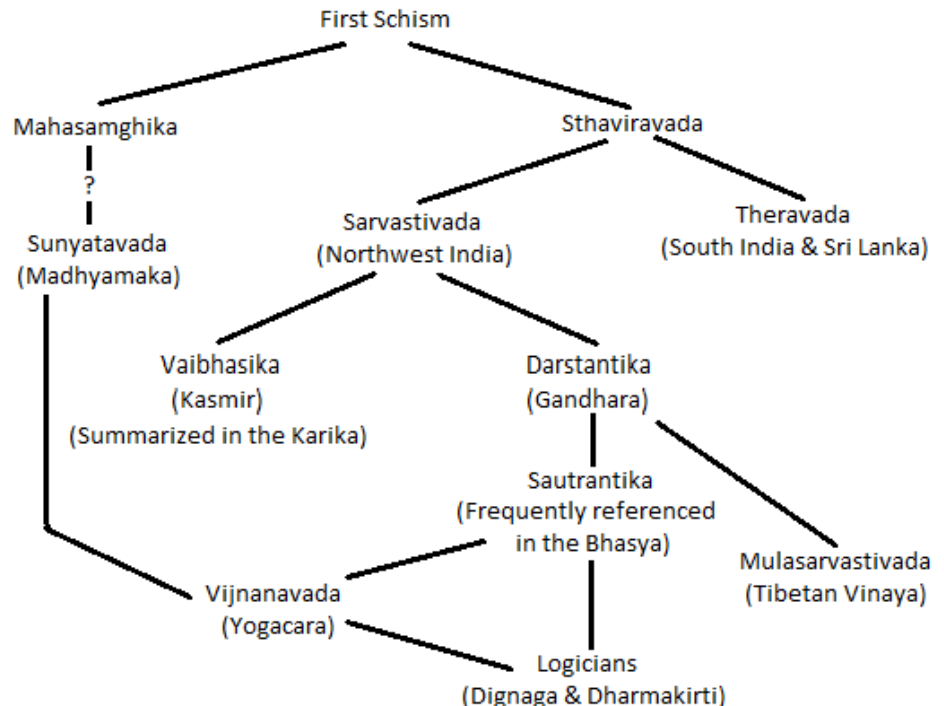 First Schism
Mahasamghika
Sthaviravada
?
Sunyatavada
(Madhyamaka)
Sarvastivada
(Northwest India)
Theravada
(South India & Sri Lanka)
Vaibhasika
(Kasmir)
(Summarized in the Karika)
Darstantika
(Gandhara)
Sautrantika
(Frequently referenced
in the Bhasya)
Mulasarvastivada
(Tibetan Vinaya)
Vijnanavada
(Yogacara)
Logicians
(Dignaga & Dharmakirti)